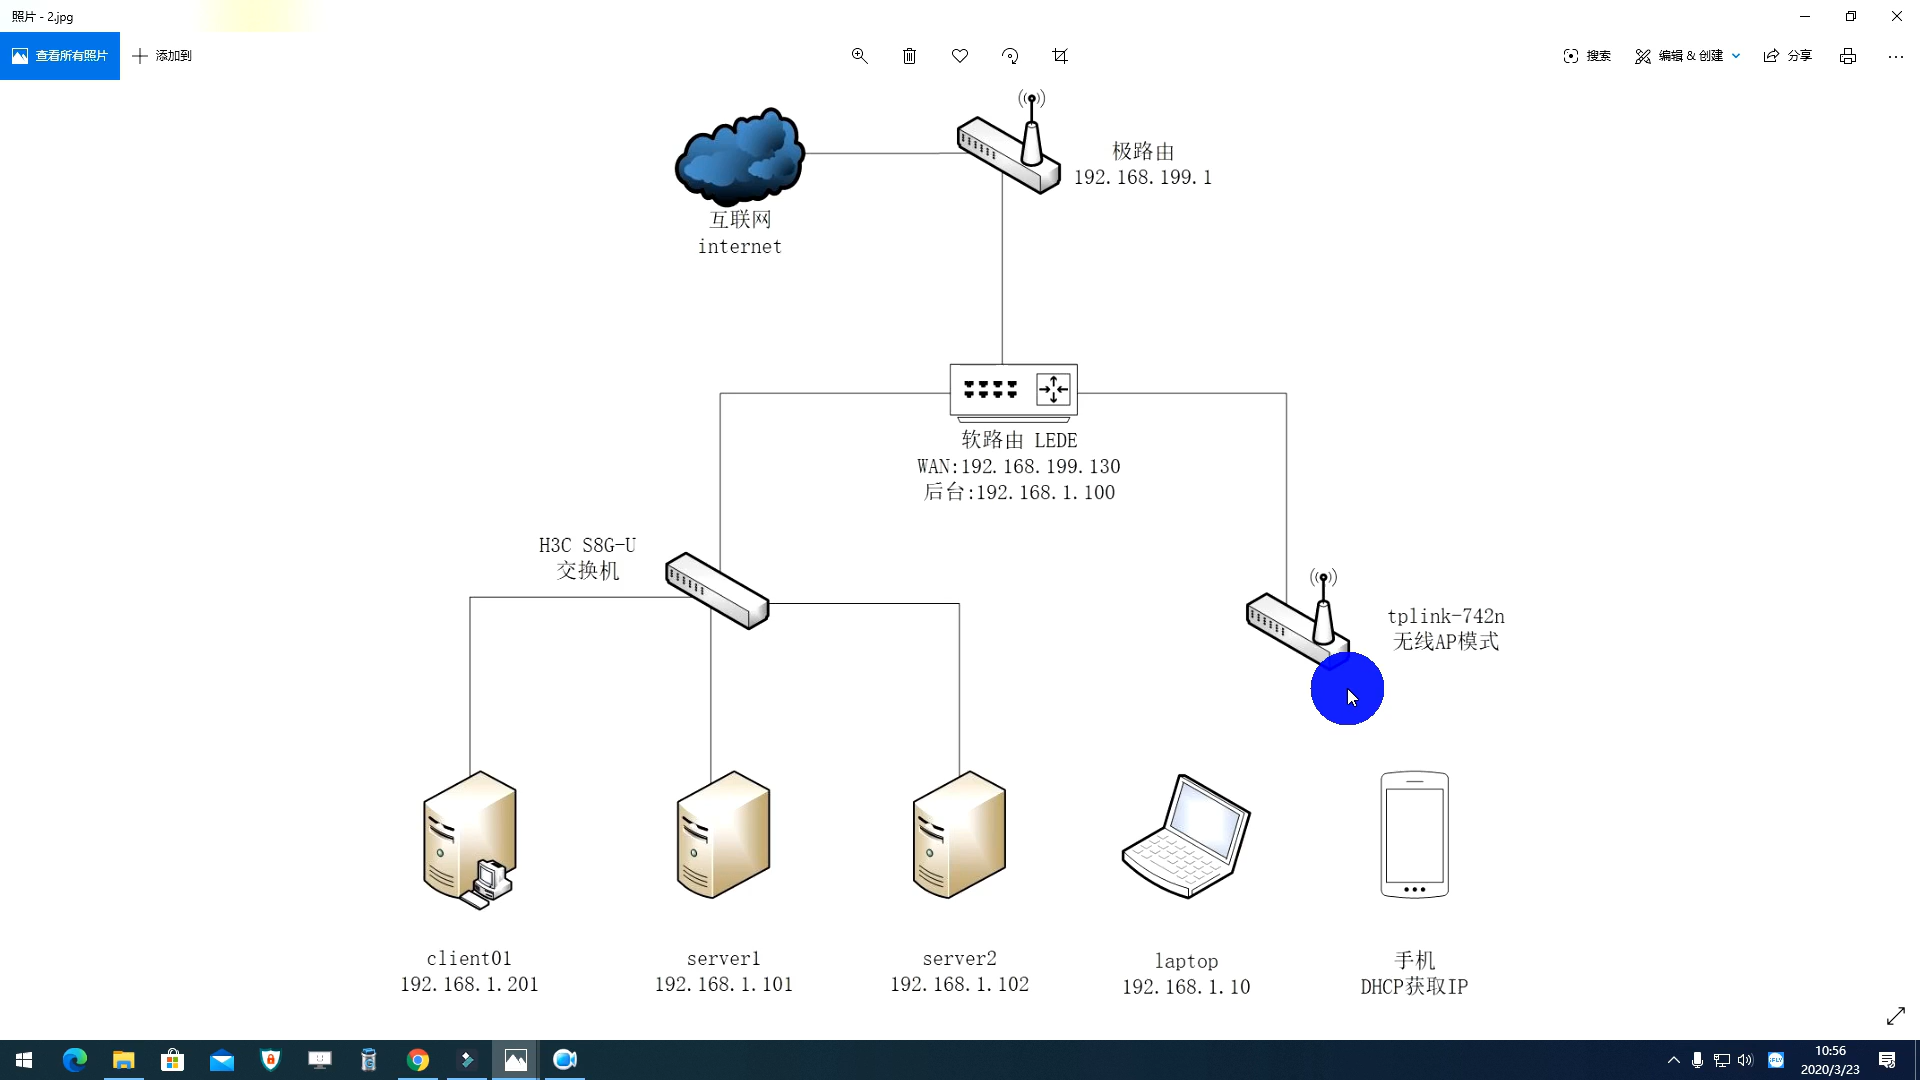 照片 - 2.jpg
查看所有照片
添加到
搜索
编辑 & 创建
分享
极路由
192.168.199.1
互联网
internet
软路由 LEDE
WAN:192.168.199.130
后台:192.168.1.100
H3C S8G-U
交换机
tplink-742n
无线AP模式
client01
192.168.1.201
server1
192.168.1.101
server2
192.168.1.102
laptop
192.168.1.10
手机
DHCP获取IP
10:56
2020/3/23